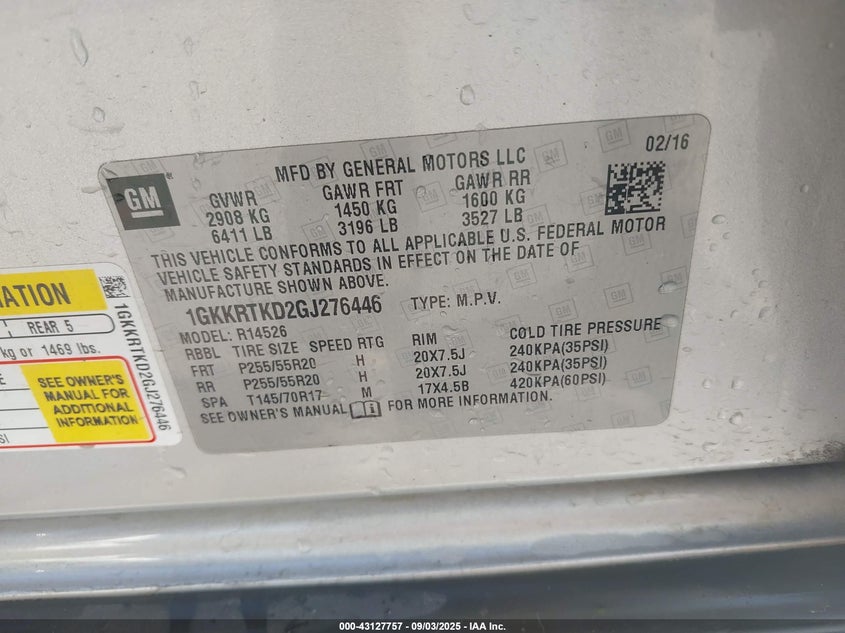 02/16
MFD BY GENERAL MOTORS LLC
GM
GVWR GAWR FRT GAWR RR
2908 KG 1450 KG 1600 KG
6411 LB 3196 LB 3527 LB
THIS VEHICLE CONFORMS TO ALL APPLICABLE U.S. FEDERAL MOTOR
VEHICLE SAFETY STANDARDS IN EFFECT ON THE DATE OF
MANUFACTURE SHOWN ABOVE.
1GKKRTKD2GJ276446 TYPE: M.P.V.
MODEL: R14526
RBBL TIRE SIZE SPEED RTG RIM COLD TIRE PRESSURE
FRT P255/55R20 H 20X7.5J 240KPA(35PSI)
RR P255/55R20 H 20X7.5J 240KPA(35PSI)
SPA T145/70R17 M 17X4.5B 420KPA(60PSI)
SEE OWNER'S MANUAL FOR MORE INFORMATION.
MATION
REAR 5
kg or 1469 lbs.
SEE OWNER'S
MANUAL FOR
ADDITIONAL
INFORMATION
1GKKRTKD2GJ276446
000-43127757 - 09/03/2025 - IAA Inc.